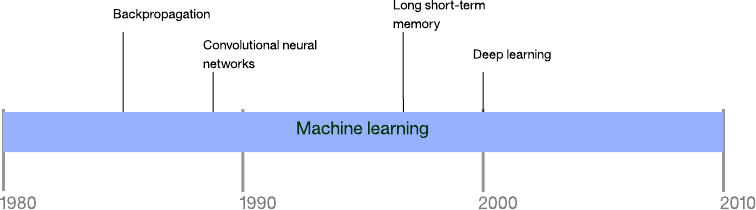 Long short-term
memory
Backpropagation
Convolutional neural
networks
Deep learning
Machine learning
1980
1990
2000
2010